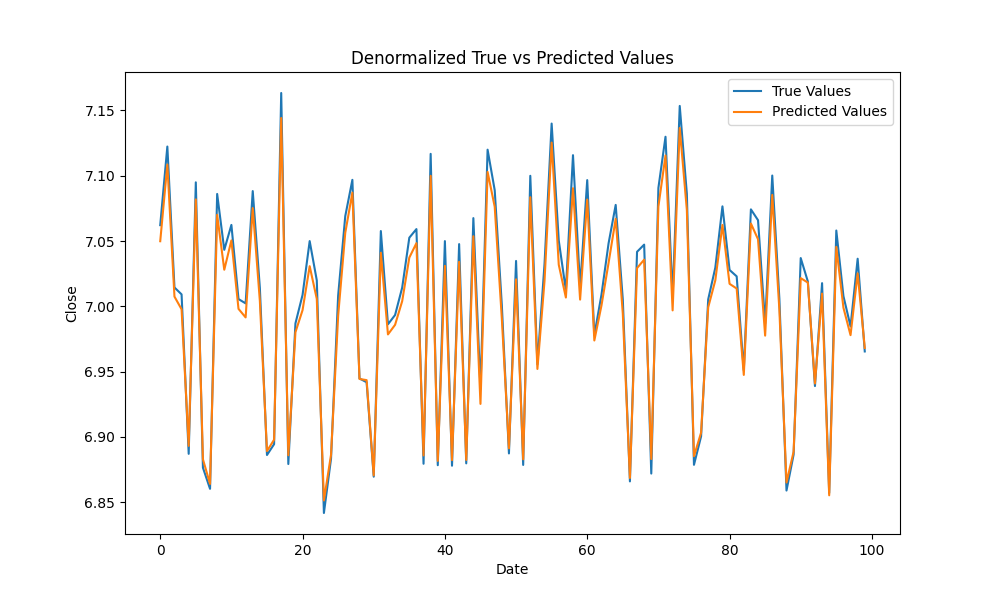 Denormalized True vs Predicted Values
True Values
Predicted Values
Close
7.15
7.10
7.05
7.00
6.95
6.90
6.85
0 20 40 60 80 100
Date